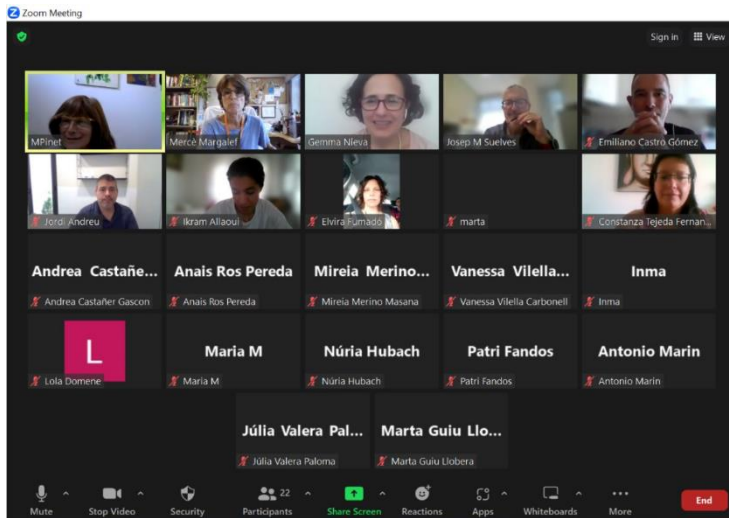 Zoom Meeting
Sign in View
MPinet
Mercè Margalef
Gemma Nieva
Josep M Suelves
Emiliano Castro Gómez
Jordi Andreu
Ikram Allaoui
Elvira Fumadó
marta
Constanza Tejeda Fernan...
Andrea Castañe...
Anais Ros Pereda
Mireia Merino...
Vanessa Vilella...
Inma
Andrea Castañer Gascon
Anais Ros Pereda
Mireia Merino Masana
Vanessa Vilella Carbonell
Inma
L
Maria M
Núria Hubach
Patri Fandos
Antonio Marin
Lola Domene
Maria M
Núria Hubach
Patri Fandos
Antonio Marin
Júlia Valera Pal...
Marta Guiu Llo...
Júlia Valera Paloma
Marta Guiu Llobera
Mute
Stop Video
Security
Participants 22
Share Screen
Reactions
Apps
Whiteboards
More
End